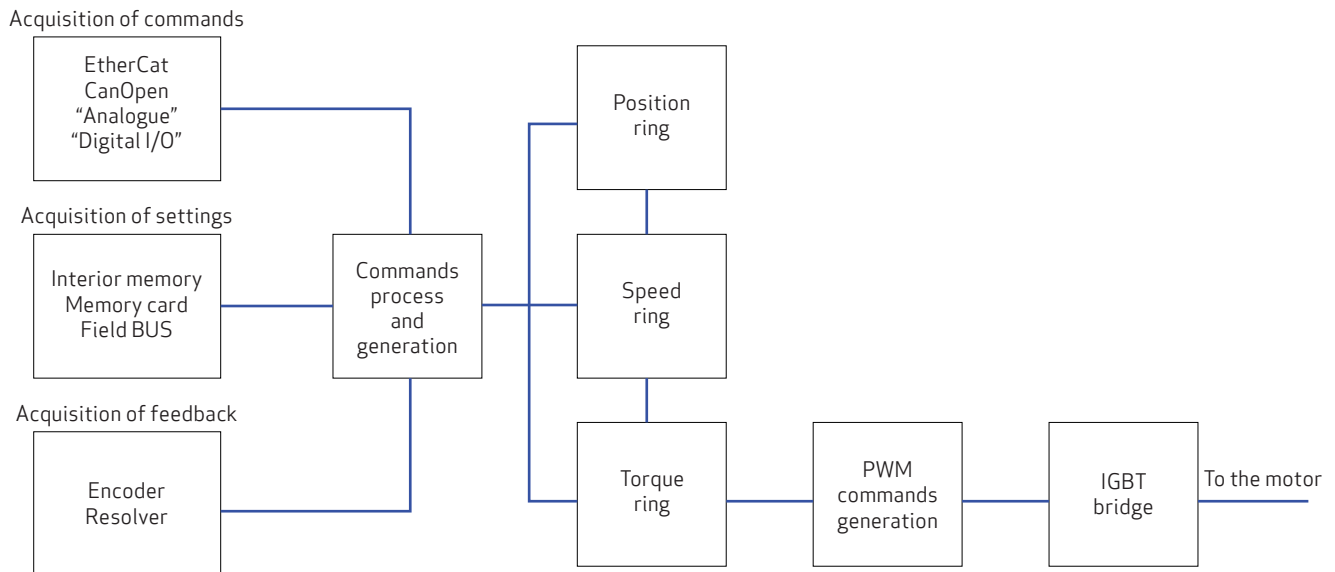 Acquisition of commands
EtherCat
CanOpen
“Analogue”
“Digital I/O”
Acquisition of settings
Interior memory
Memory card
Field BUS
Acquisition of feedback
Encoder
Resolver
Commands
process
and
generation
Position
ring
Speed
ring
Torque
ring
PWM
commands
generation
IGBT
bridge
To the motor